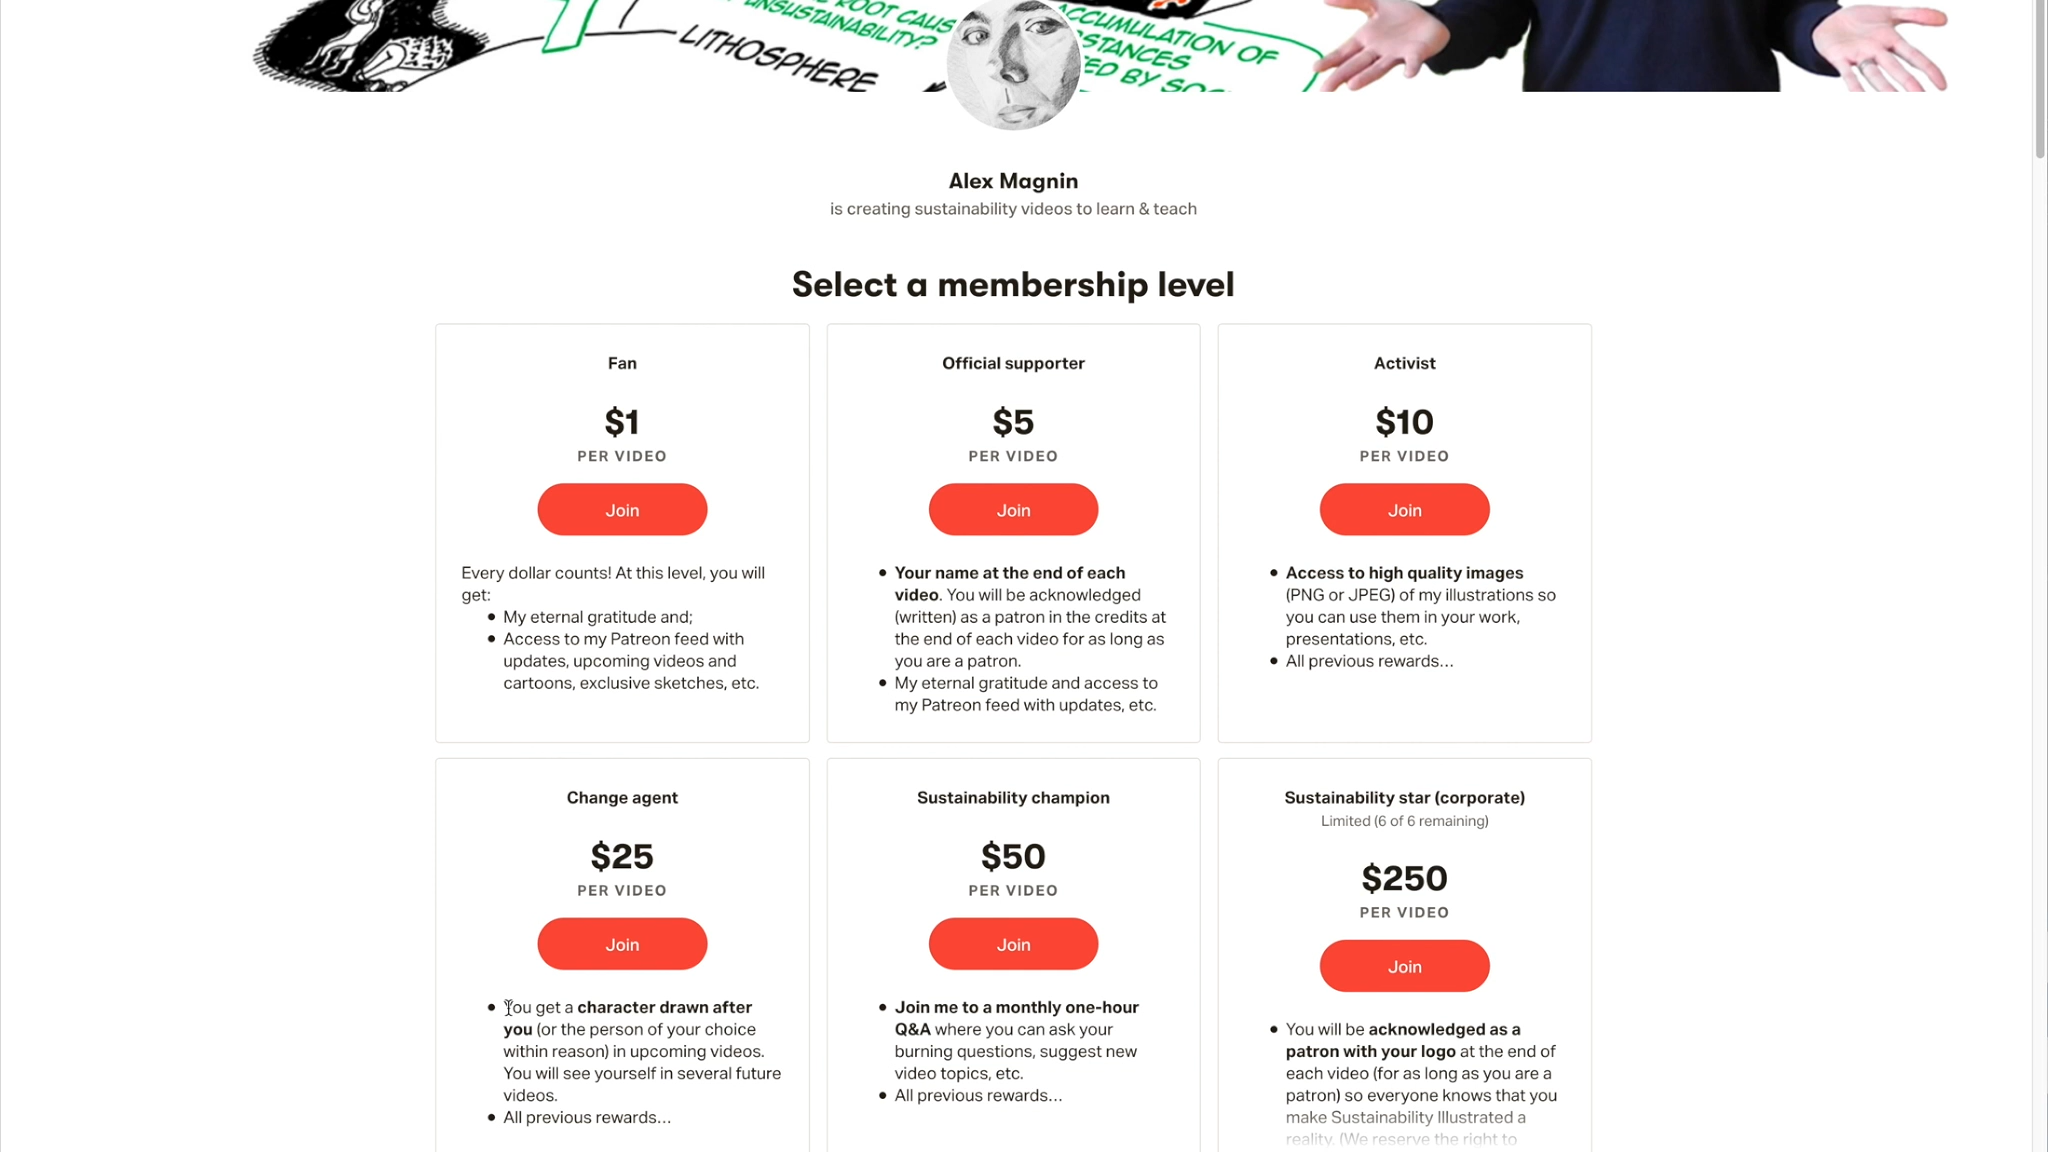 ROOT CAUS
UNSUSTAINABILITY?
LITHOSPHERE
ACCUMULATION OF
STANCES
ED BY SOC
Alex Magnin
is creating sustainability videos to learn & teach
Select a membership level
Fan
$1
PER VIDEO
Join
Every dollar counts! At this level, you will
get:
• My eternal gratitude and;
• Access to my Patreon feed with
updates, upcoming videos and
cartoons, exclusive sketches, etc.
Official supporter
$5
PER VIDEO
Join
• Your name at the end of each
video. You will be acknowledged
(written) as a patron in the credits at
the end of each video for as long as
you are a patron.
• My eternal gratitude and access to
my Patreon feed with updates, etc.
Activist
$10
PER VIDEO
Join
• Access to high quality images
(PNG or JPEG) of my illustrations so
you can use them in your work,
presentations, etc.
• All previous rewards...
Change agent
$25
PER VIDEO
Join
• You get a character drawn after
you (or the person of your choice
within reason) in upcoming videos.
You will see yourself in several future
videos.
• All previous rewards...
Sustainability champion
$50
PER VIDEO
Join
• Join me to a monthly one-hour
Q&A where you can ask your
burning questions, suggest new
video topics, etc.
• All previous rewards...
Sustainability star (corporate)
Limited (6 of 6 remaining)
$250
PER VIDEO
Join
• You will be acknowledged as a
patron with your logo at the end of
each video (for as long as you are a
patron) so everyone knows that you
make Sustainability Illustrated a
reality. (We reserve the right to